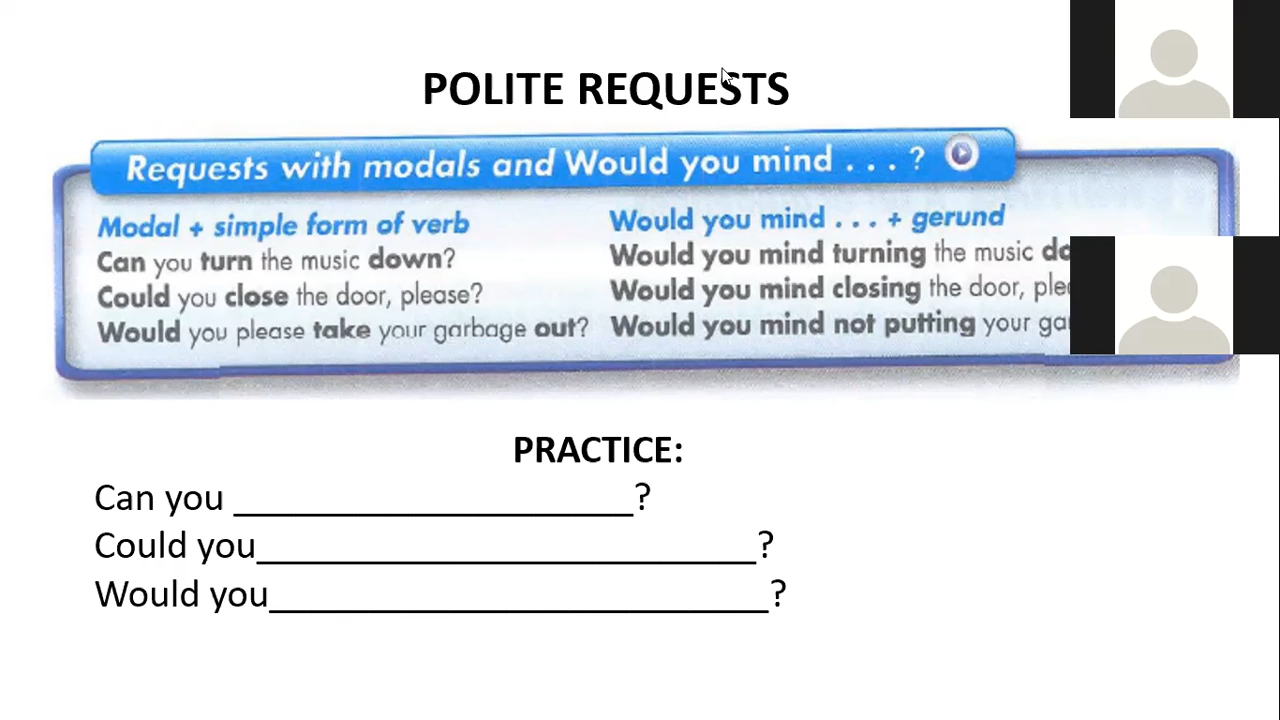 POLITE REQUESTS
Requests with modals and Would you mind . . . ?
Modal + simple form of verb
Can you turn the music down?
Could you close the door, please?
Would you please take your garbage out?
Would you mind . . . + gerund
Would you mind turning the music
Would you mind closing the door,
Would you mind not putting your
PRACTICE:
Can you ____________________?
Could you_________________________?
Would you_________________________?